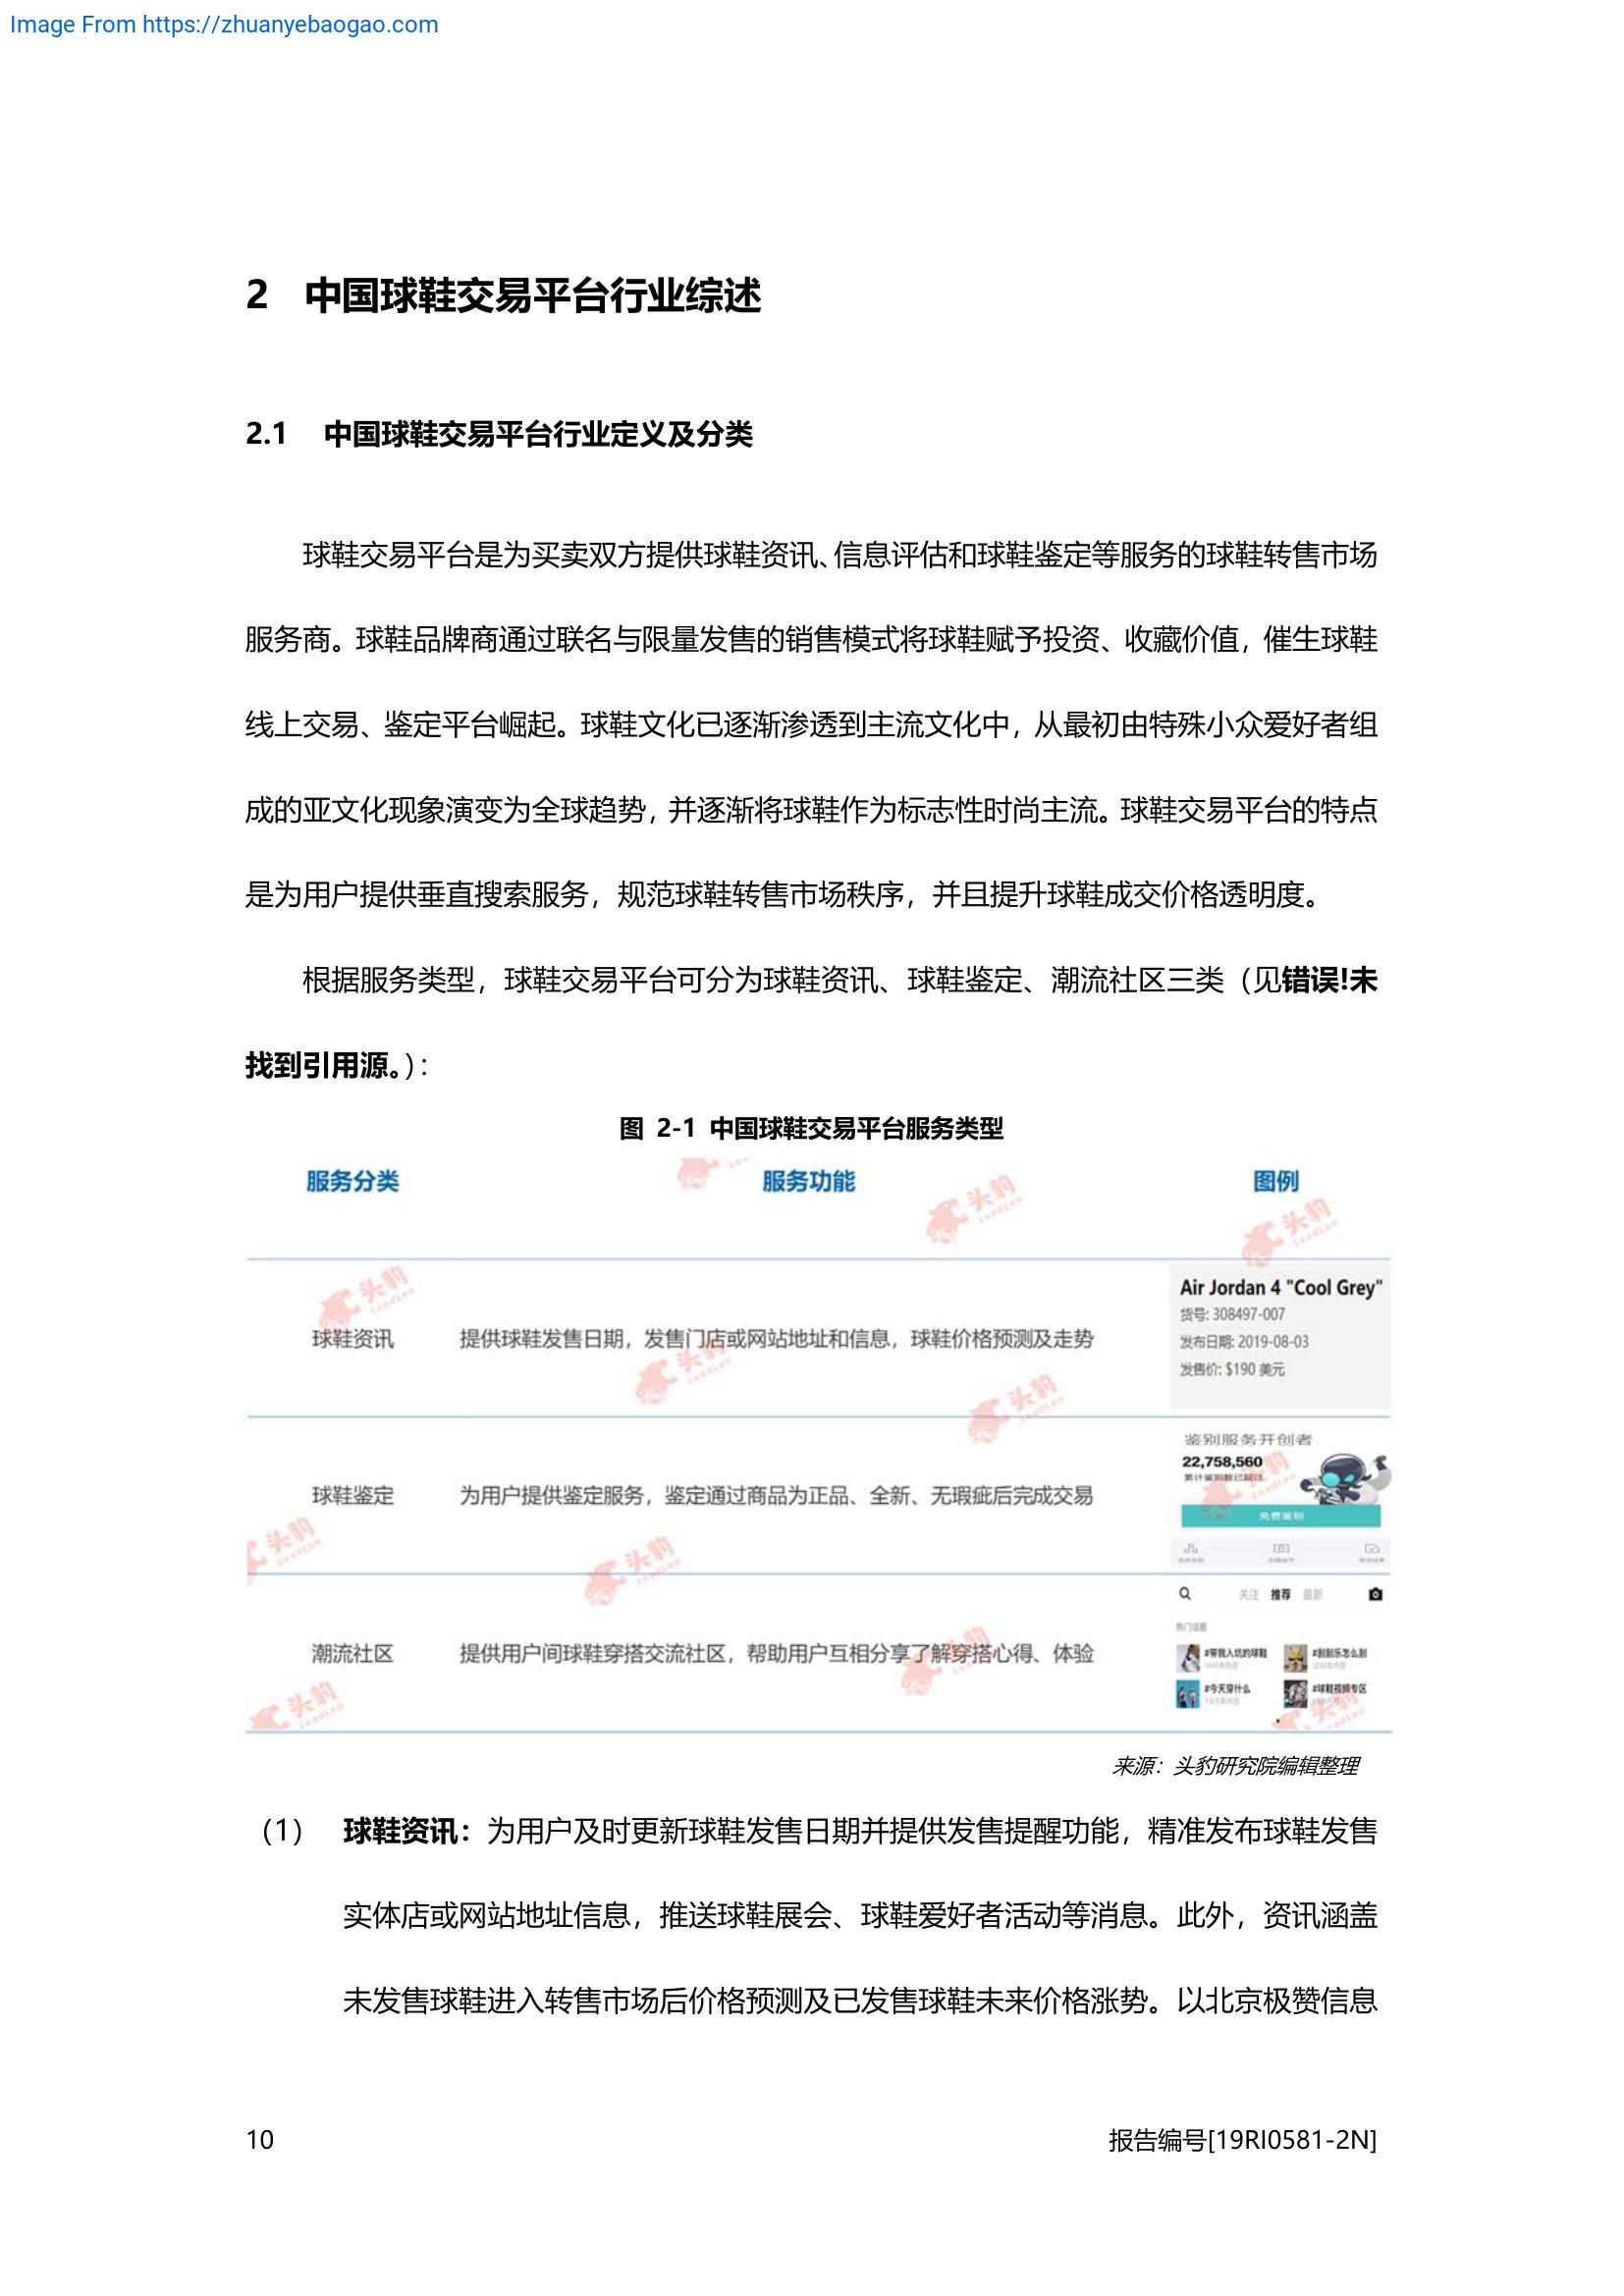 Image From https://zhuanyebaogao.com
2 中国球鞋交易平台行业综述
2.1 中国球鞋交易平台行业定义及分类
球鞋交易平台是为买卖双方提供球鞋资讯、信息评估和球鞋鉴定等服务的球鞋转售市场
服务商。球鞋品牌商通过联名与限量发售的销售模式将球鞋赋予投资、收藏价值，催生球鞋
线上交易、鉴定平台崛起。球鞋文化已逐渐渗透到主流文化中，从最初由特殊小众爱好者组
成的亚文化现象演变为全球趋势，并逐渐将球鞋作为标志性时尚主流。球鞋交易平台的特点
是为用户提供垂直搜索服务，规范球鞋转售市场秩序，并且提升球鞋成交价格透明度。
根据服务类型，球鞋交易平台可分为球鞋资讯、球鞋鉴定、潮流社区三类（见错误!未
找到引用源。）：
图 2-1 中国球鞋交易平台服务类型
服务分类 服务功能 图例
球鞋资讯 提供球鞋发售日期，发售门店或网站地址和信息，球鞋价格预测及走势
Air Jordan 4 "Cool Grey"
货号: 308497-007
发布日期: 2019-08-03
发售价: $190 美元
球鞋鉴定 为用户提供鉴定服务，鉴定通过商品为正品、全新、无瑕疵后完成交易
鉴别服务开创者
22,758,560
累计鉴别数已超过
免费鉴别
潮流社区 提供用户间球鞋穿搭交流社区，帮助用户互相分享了解穿搭心得、体验
关注 推荐 最新
热门话题
#带我入坑的球鞋 #刮刮乐怎么刮
#今天穿什么 #球鞋视频专区
来源：头豹研究院编辑整理
（1） 球鞋资讯：为用户及时更新球鞋发售日期并提供发售提醒功能，精准发布球鞋发售
实体店或网站地址信息，推送球鞋展会、球鞋爱好者活动等消息。此外，资讯涵盖
未发售球鞋进入转售市场后价格预测及已发售球鞋未来价格涨势。以北京极赞信息
10 报告编号[19RI0581-2N]
头豹
LeadLeo